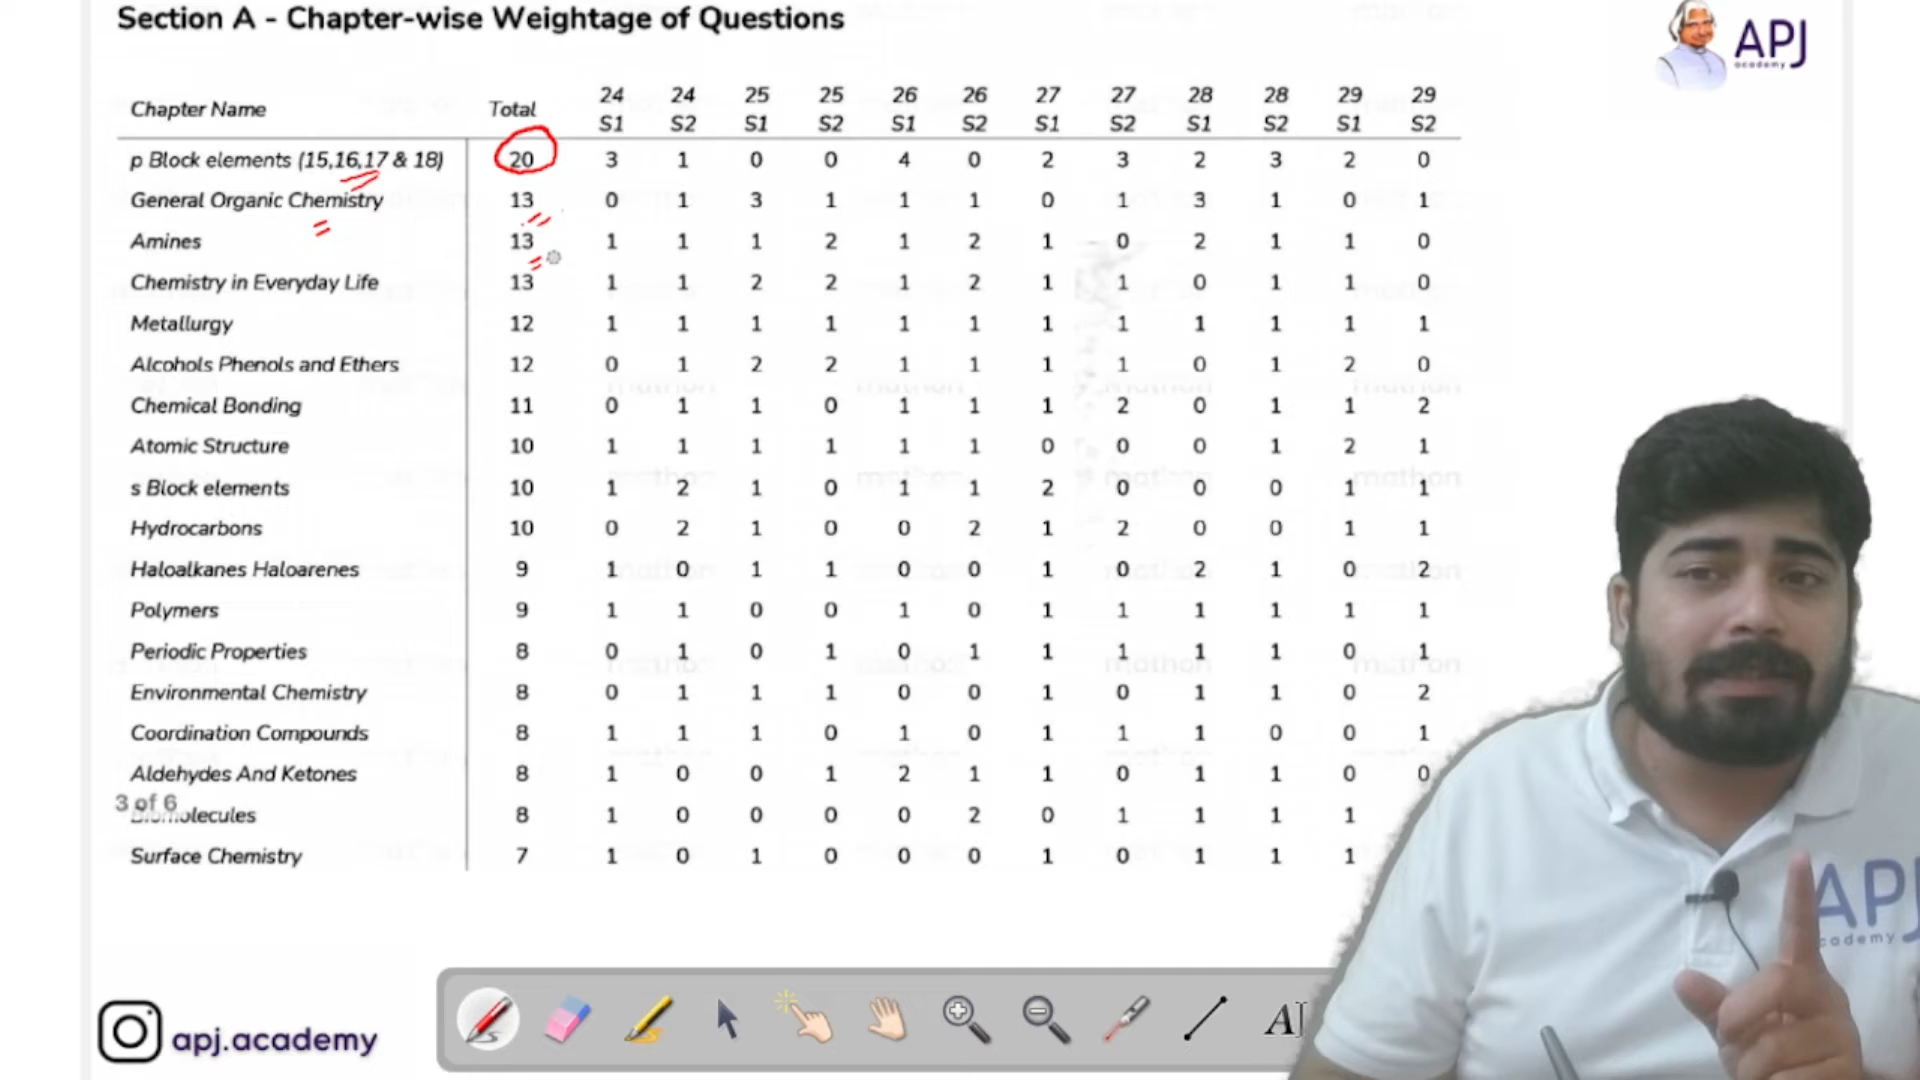 Section A - Chapter-wise Weightage of Questions
APJ
academy
Chapter Name Total 24 S1 24 S2 25 S1 25 S2 26 S1 26 S2 27 S1 27 S2 28 S1 28 S2 29 S1 29 S2
p Block elements (15,16,17 & 18) 20 3 1 0 0 4 0 2 3 2 3 2 0
General Organic Chemistry 13 0 1 3 1 1 1 0 1 3 1 0 1
Amines 13 1 1 1 2 1 2 1 0 2 1 1 0
Chemistry in Everyday Life 13 1 1 2 2 1 2 1 1 0 1 1 0
Metallurgy 12 1 1 1 1 1 1 1 1 1 1 1 1
Alcohols Phenols and Ethers 12 0 1 2 2 1 1 1 1 0 1 2 0
Chemical Bonding 11 0 1 1 0 1 1 1 2 0 1 1 2
Atomic Structure 10 1 1 1 1 1 1 0 0 0 1 2 1
s Block elements 10 1 2 1 0 1 1 2 0 0 0 1 1
Hydrocarbons 10 0 2 1 0 0 2 1 2 0 0 1 1
Haloalkanes Haloarenes 9 1 0 1 1 0 0 1 0 2 1 0 2
Polymers 9 1 1 0 0 1 0 1 1 1 1 1 1
Periodic Properties 8 0 1 0 1 0 1 1 1 1 1 0 1
Environmental Chemistry 8 0 1 1 1 0 0 1 0 1 1 0 2
Coordination Compounds 8 1 1 1 0 1 0 1 1 1 0 0 1
Aldehydes And Ketones 8 1 0 0 1 2 1 1 0 1 1 0 0
3 of 6
Biomolecules 8 1 0 0 0 0 2 0 1 1 1 1
Surface Chemistry 7 1 0 1 0 0 0 1 0 1 1 1
apj.academy
APJ
academy